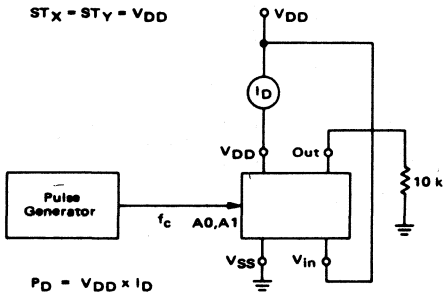 STX = STY = VDD
VDD
ID
VDD
Out
Pulse
Generator
fc
A0, A1
10 k
VSS
Vin
PD = VDD x ID